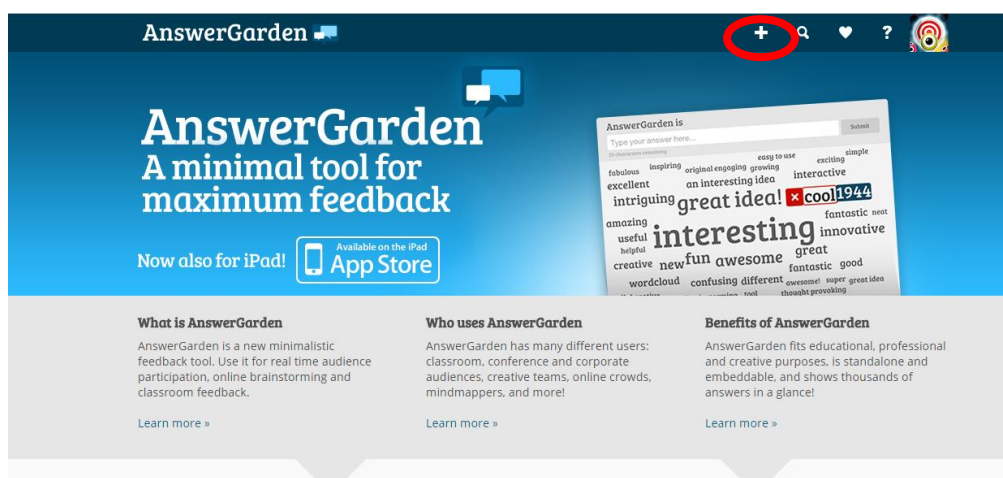 AnswerGarden
+ ?
AnswerGarden
A minimal tool for
maximum feedback
Now also for iPad!
Available on the iPad
App Store
AnswerGarden is
Type your answer here...
Submit
20 characters remaining
easy to use simple
fabulous inspiring original engaging growing exciting
excellent an interesting idea interactive
intriguing great idea! × cool 1944
amazing fantastic neat
useful interesting innovative
helpful
creative new fun awesome great
fantastic good
wordcloud confusing different awesome! super great idea
tool thought provoking
What is AnswerGarden
AnswerGarden is a new minimalistic
feedback tool. Use it for real time audience
participation, online brainstorming and
classroom feedback.
Learn more »
Who uses AnswerGarden
AnswerGarden has many different users:
classroom, conference and corporate
audiences, creative teams, online crowds,
mindmappers, and more!
Learn more »
Benefits of AnswerGarden
AnswerGarden fits educational, professional
and creative purposes, is standalone and
embeddable, and shows thousands of
answers in a glance!
Learn more »